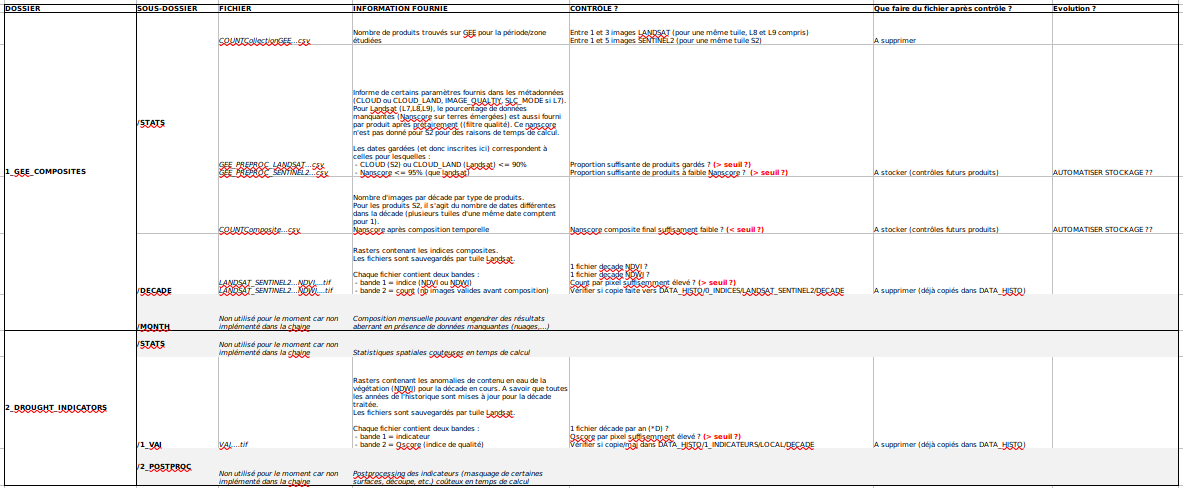 DOSSIER SOUS-DOSSIER FICHIER INFORMATION FOURNIE CONTRÔLE ? Que faire du fichier après contrôle ? Evolution ?
1_GEE_COMPOSITES
/STATS
COUNTCollectionGEE...csv
Nombre de produits trouvés sur GEE pour la période/zone
étudiées
Entre 1 et 3 images LANDSAT (pour une même tuile, L8 et L9 compris)
Entre 1 et 5 images SENTINEL2 (pour une même tuile S2)
A supprimer
GEE_PREPROC_LANDSAT...csv
GEE_PREPROC_SENTINEL2...csv
Informe de certains paramètres fournis dans les métadonnées
(CLOUD ou CLOUD_LAND, IMAGE_QUALTIY, SLC_MODE si L7).
Pour Landsat (L7,L8,L9), le pourcentage de données
manquantes (Nanscore sur terres émergées) est aussi fourni
par produit après prétairement ((filtre qualité). Ce nanscore
n'est pas donné pour S2 pour des raisons de temps de calcul.
Les dates gardées (et donc inscrites ici) correspondent à
celles pour lesquelles :
- CLOUD (S2) ou CLOUD_LAND (Landsat) <= 90%
- Nanscore <= 95% (que landsat)
Proportion suffisante de produits gardés ? (> seuil ?)
Proportion suffisante de produits à faible Nanscore ? (> seuil ?)
A stocker (contrôles futurs produits)
AUTOMATISER STOCKAGE ??
COUNTComposite...csv
Nombre d'images par décade par type de produits.
Pour les produits S2, il s'agit du nombre de dates différentes
dans la décade (plusieurs tuiles d'une même date comptent
pour 1).
Nanscore après composition temporelle
Nanscore composite final suffisament faible ? (< seuil ?)
A stocker (contrôles futurs produits)
AUTOMATISER STOCKAGE ??
/DECADE
LANDSAT_SENTINEL2...NDVI...tif
LANDSAT_SENTINEL2...NDWI...tif
Rasters contenant les indices composites.
Les fichiers sont sauvegardés par tuile Landsat.
Chaque fichier contient deux bandes :
- bande 1 = indice (NDVI ou NDWI)
- bande 2 = count (nb images valides avant composition)
1 fichier decade NDVI ?
1 fichier decade NDWI ?
Count par pixel suffisemment élevé ? (> seuil ?)
Vérifier si copie faite vers DATA_HISTO/0_INDICES/LANDSAT_SENTINEL2/DECADE
A supprimer (déjà copiés dans DATA_HISTO)
/MONTH
Non utilisé pour le moment car non
implémenté dans la chaine
Composition mensuelle pouvant engendrer des résultats
aberrant en présence de données manquantes (nuages,...)
2_DROUGHT_INDICATORS
/STATS
Non utilisé pour le moment car non
implémenté dans la chaine
Statistiques spatiales couteuses en temps de calcul
/1_VAI
VAI....tif
Rasters contenant les anomalies de contenu en eau de la
végétation (NDWI) pour la décade en cours. A savoir que toutes
les années de l'historique sont mises à jour pour la décade
traitée.
Les fichiers sont sauvegardés par tuile Landsat.
Chaque fichier contient deux bandes :
- bande 1 = indicateur
- bande 2 = Qscore (indice de qualité)
1 fichier décade par an (*D) ?
Qscore par pixel suffisemment élevé ? (> seuil ?)
Vérifier si copie/maj dans DATA_HISTO/1_INDICATEURS/LOCAL/DECADE
A supprimer (déjà copiés dans DATA_HISTO)
/2_POSTPROC
Non utilisé pour le moment car non
implémenté dans la chaine
Postprocessing des indicateurs (masquage de certaines
surfaces, découpe, etc.) coûteux en temps de calcul